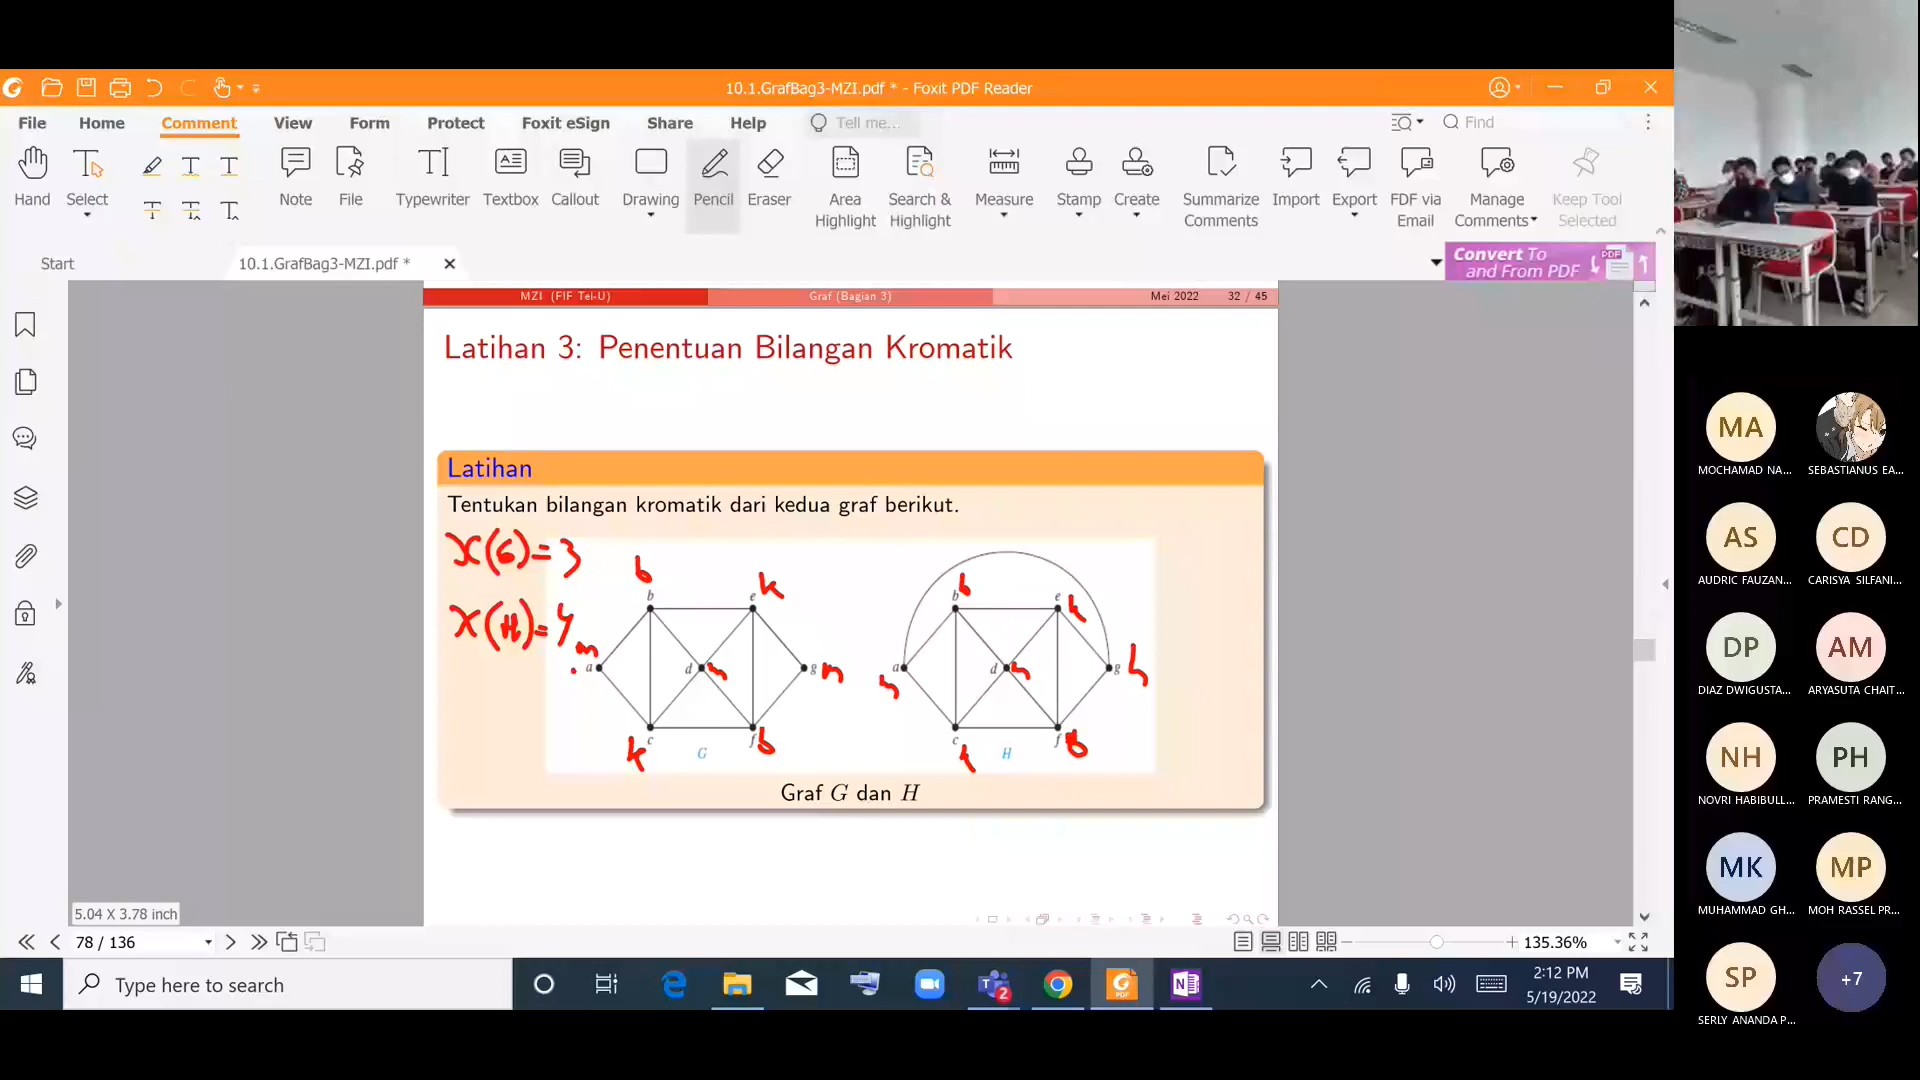 10.1.GrafBag3-MZI.pdf * - Foxit PDF Reader
File Home Comment View Form Protect Foxit eSign Share Help Tell me... Find
Hand Select Note File Typewriter Textbox Callout Drawing Pencil Eraser Area Highlight Search & Highlight Measure Stamp Create Summarize Comments Import Export FDF via Email Manage Comments Keep Tool Selected
Start 10.1.GrafBag3-MZI.pdf *
Convert To and From PDF
PDF
MZI (FIF Tel-U) Graf (Bagian 3) Mei 2022 32 / 45
Latihan 3: Penentuan Bilangan Kromatik
Latihan
Tentukan bilangan kromatik dari kedua graf berikut.
X(G)=3
X(H)=4
b k
b e
m a d m g m
k c f b
G
b k
b e
m a d m g h
c f b
k
H
Graf G dan H
5.04 X 3.78 inch
78 / 136
135.36%
Type here to search
2
2:12 PM
5/19/2022
MA
MOCHAMAD NA... SEBASTIANUS EA...
AS CD
AUDRIC FAUZAN... CARISYA SILFANI...
DP AM
DIAZ DWIGUSTA... ARYASUTA CHAIT...
NH PH
NOVRI HABIBULL... PRAMESTI RANG...
MK MP
MUHAMMAD GH... MOH RASSEL PR...
SP +7
SERLY ANANDA P...